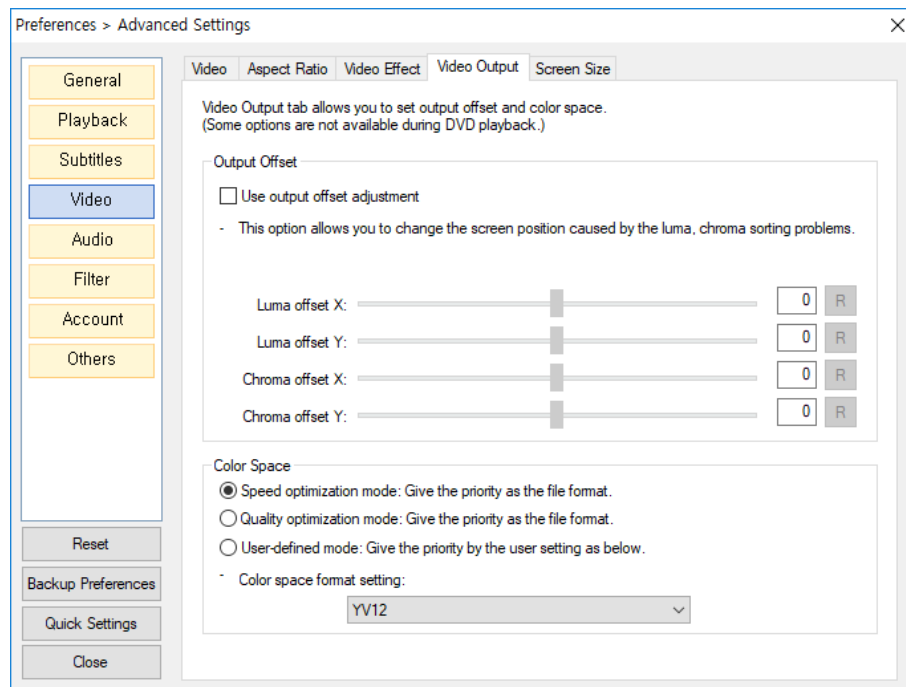 Preferences > Advanced Settings
General
Playback
Subtitles
Video
Audio
Filter
Account
Others
Reset
Backup Preferences
Quick Settings
Close
Video Aspect Ratio Video Effect Video Output Screen Size
Video Output tab allows you to set output offset and color space.
(Some options are not available during DVD playback.)
Output Offset
Use output offset adjustment
- This option allows you to change the screen position caused by the luma, chroma sorting problems.
Luma offset X: 0 R
Luma offset Y: 0 R
Chroma offset X: 0 R
Chroma offset Y: 0 R
Color Space
Speed optimization mode: Give the priority as the file format.
Quality optimization mode: Give the priority as the file format.
User-defined mode: Give the priority by the user setting as below.
- Color space format setting:
YV12